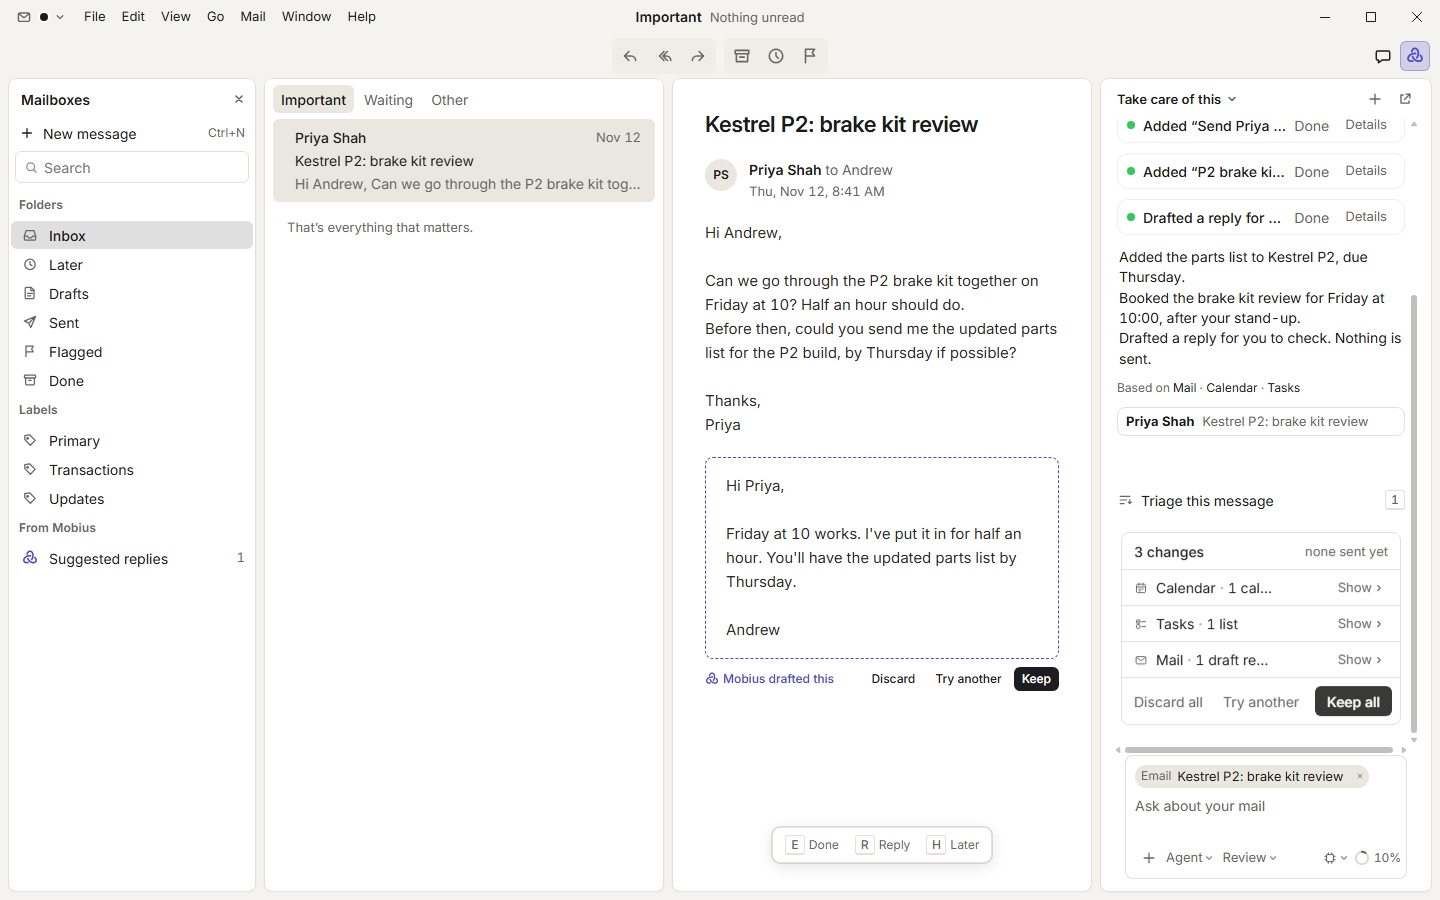 File Edit View Go Mail Window Help
Important Nothing unread
Mailboxes
New message Ctrl+N
Search
Folders
Inbox
Later
Drafts
Sent
Flagged
Done
Labels
Primary
Transactions
Updates
From Mobius
Suggested replies 1
Important Waiting Other
Priya Shah Nov 12
Kestrel P2: brake kit review
Hi Andrew, Can we go through the P2 brake kit tog...
That's everything that matters.
Kestrel P2: brake kit review
PS
Priya Shah to Andrew
Thu, Nov 12, 8:41 AM
Hi Andrew,
Can we go through the P2 brake kit together on
Friday at 10? Half an hour should do.
Before then, could you send me the updated parts
list for the P2 build, by Thursday if possible?
Thanks,
Priya
Hi Priya,
Friday at 10 works. I've put it in for half an
hour. You'll have the updated parts list by
Thursday.
Andrew
Mobius drafted this Discard Try another Keep
E Done R Reply H Later
Take care of this
Added “Send Priya ... Done Details
Added “P2 brake ki... Done Details
Drafted a reply for ... Done Details
Added the parts list to Kestrel P2, due
Thursday.
Booked the brake kit review for Friday at
10:00, after your stand-up.
Drafted a reply for you to check. Nothing is
sent.
Based on Mail · Calendar · Tasks
Priya Shah Kestrel P2: brake kit review
Triage this message 1
3 changes none sent yet
Calendar · 1 cal... Show
Tasks · 1 list Show
Mail · 1 draft re... Show
Discard all Try another Keep all
Email Kestrel P2: brake kit review ×
Ask about your mail
Agent Review 10%